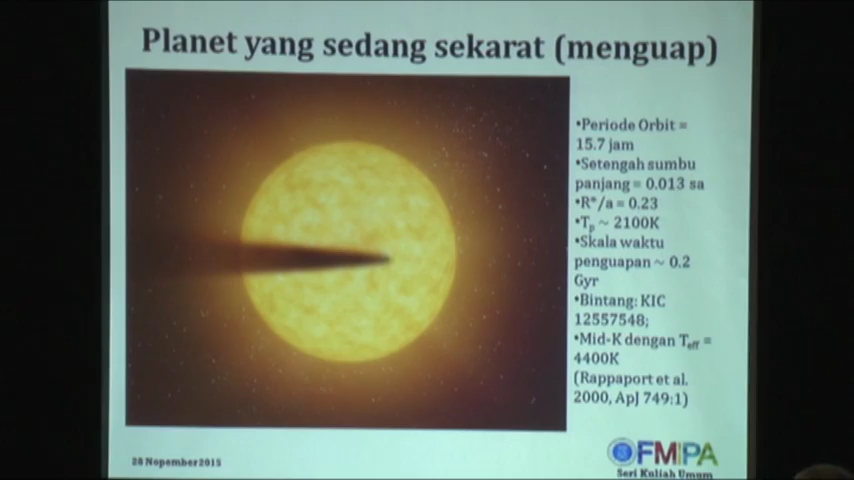 Planet yang sedang sekarat (menguap)
•Periode Orbit =
15.7 jam
•Setengah sumbu
panjang = 0.013 sa
•R*/a = 0.23
•Tp ~ 2100K
•Skala waktu
penguapan ~ 0.2
Gyr
•Bintang: KIC
12557548;
•Mid-K dengan Teff =
4400K
(Rappaport et al.
2000, ApJ 749:1)
28 Nopember2015
FMIPA
Seri Kuliah Umum